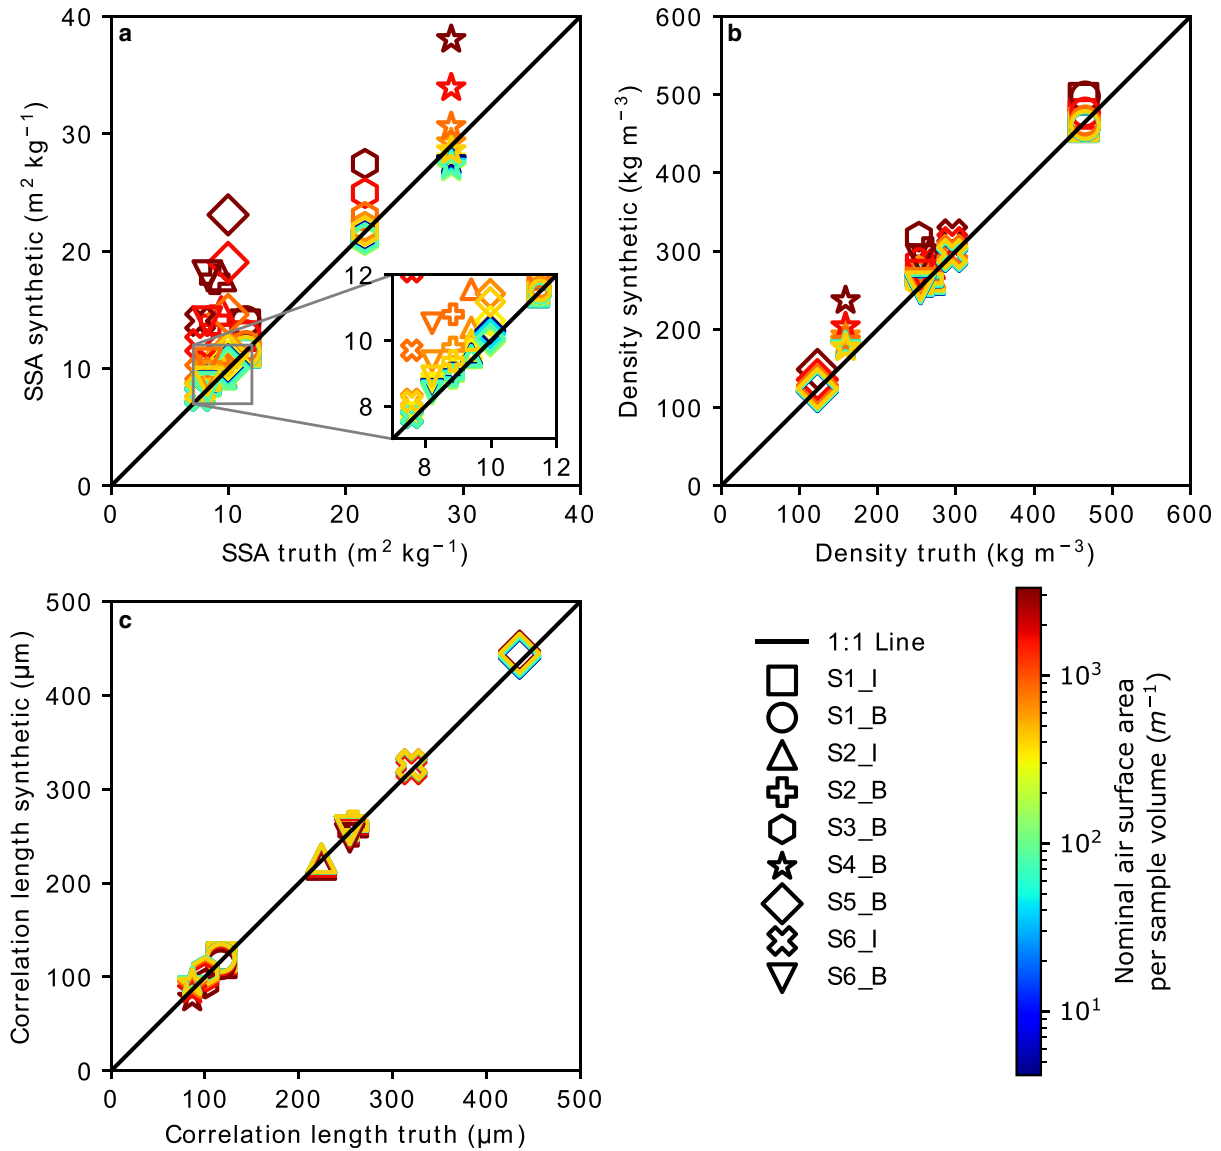 a
40
30
20
10
0
SSA synthetic (m² kg⁻¹)
12
10
8
8 10 12
0 10 20 30 40
SSA truth (m² kg⁻¹)
b
600
500
400
300
200
100
0
Density synthetic (kg m⁻³)
0 100 200 300 400 500 600
Density truth (kg m⁻³)
c
500
400
300
200
100
0
Correlation length synthetic (μm)
0 100 200 300 400 500
Correlation length truth (μm)
1:1 Line
S1_I
S1_B
S2_I
S2_B
S3_B
S4_B
S5_B
S6_I
S6_B
10³
10²
10¹
Nominal air surface area
per sample volume (m⁻¹)